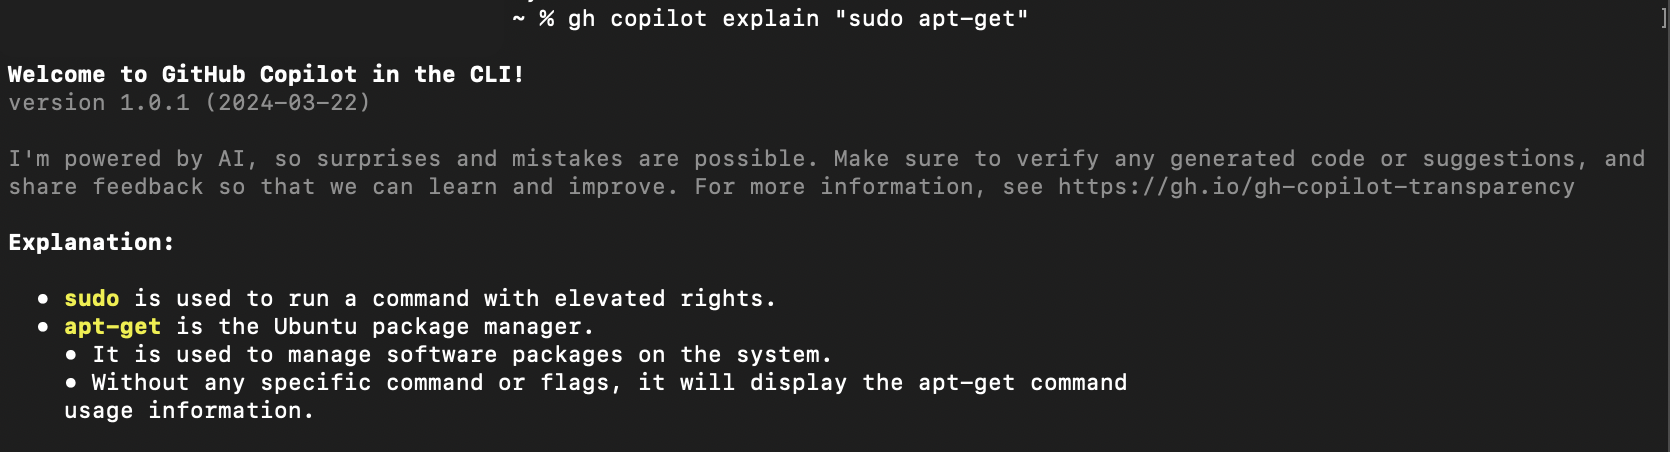 ~ % gh copilot explain "sudo apt-get"
Welcome to GitHub Copilot in the CLI!
version 1.0.1 (2024-03-22)
I'm powered by AI, so surprises and mistakes are possible. Make sure to verify any generated code or suggestions, and
share feedback so that we can learn and improve. For more information, see https://gh.io/gh-copilot-transparency
Explanation:
• sudo is used to run a command with elevated rights.
• apt-get is the Ubuntu package manager.
• It is used to manage software packages on the system.
• Without any specific command or flags, it will display the apt-get command
usage information.